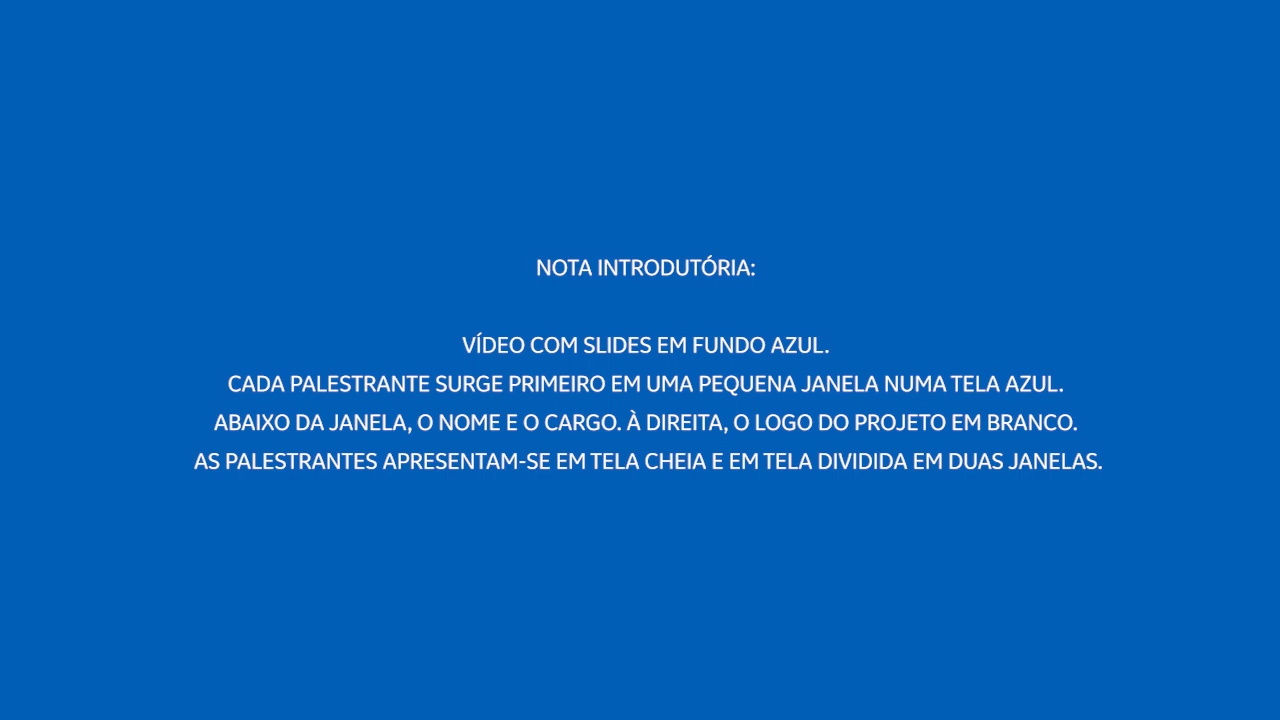 NOTA INTRODUTÓRIA:
VÍDEO COM SLIDES EM FUNDO AZUL.
CADA PALESTRANTE SURGE PRIMEIRO EM UMA PEQUENA JANELA NUMA TELA AZUL.
ABAIXO DA JANELA, O NOME E O CARGO. À DIREITA, O LOGO DO PROJETO EM BRANCO.
AS PALESTRANTES APRESENTAM-SE EM TELA CHEIA E EM TELA DIVIDIDA EM DUAS JANELAS.